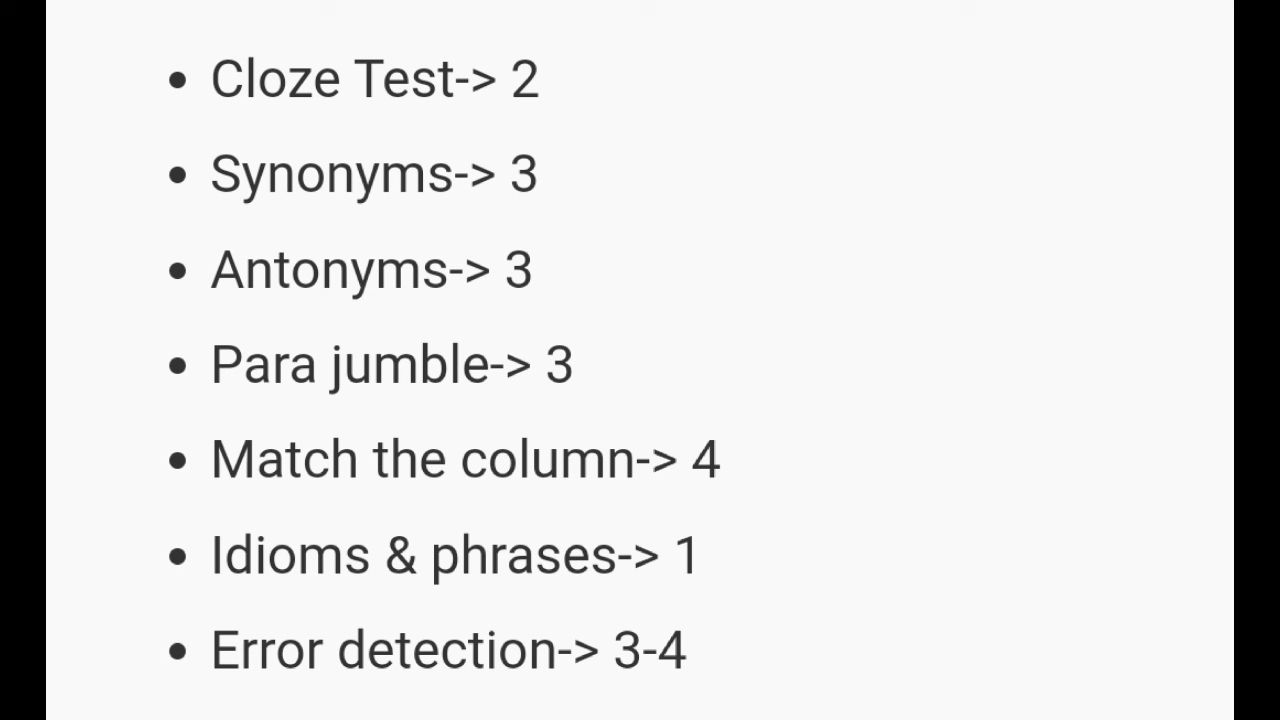 • Cloze Test-> 2
• Synonyms-> 3
• Antonyms-> 3
• Para jumble-> 3
• Match the column-> 4
• Idioms & phrases-> 1
• Error detection-> 3-4